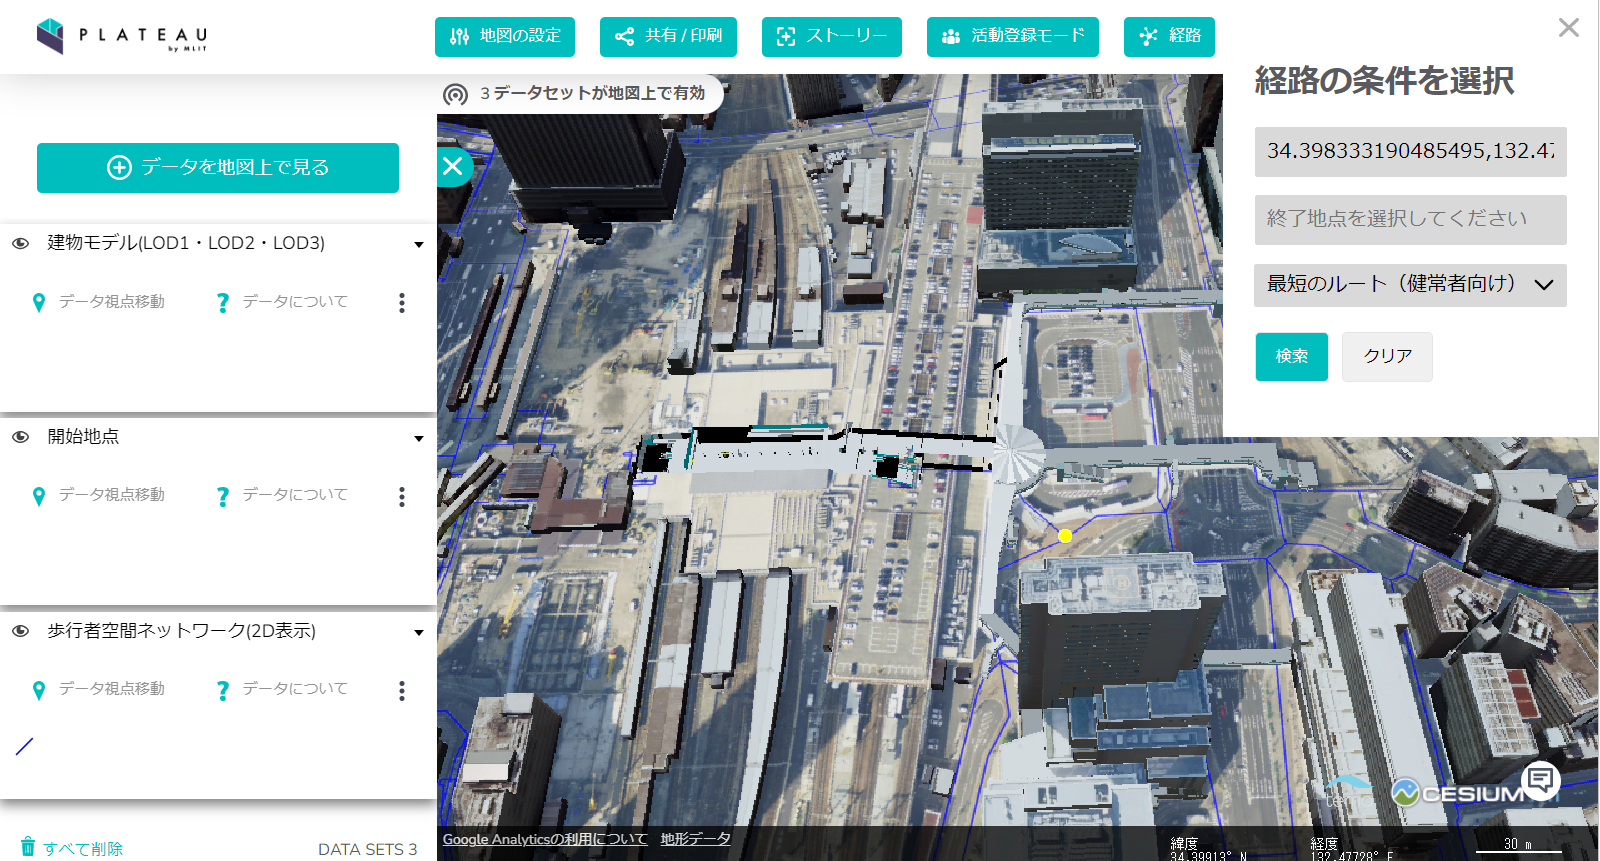 PLATEAU
by MLIT
地図の設定
共有 / 印刷
ストーリー
活動登録モード
経路
3 データセットが地図上で有効
データを地図上で見る
建物モデル(LOD1・LOD2・LOD3)
データ視点移動
データについて
開始地点
データ視点移動
データについて
歩行者空間ネットワーク(2D表示)
データ視点移動
データについて
すべて削除
DATA SETS 3
経路の条件を選択
34.398333190485495,132.47
終了地点を選択してください
最短のルート（健常者向け）
検索
クリア
CESIUM
Google Analyticsの利用について
地形データ
緯度
34.39913° N
経度
132.47728° E
30 m